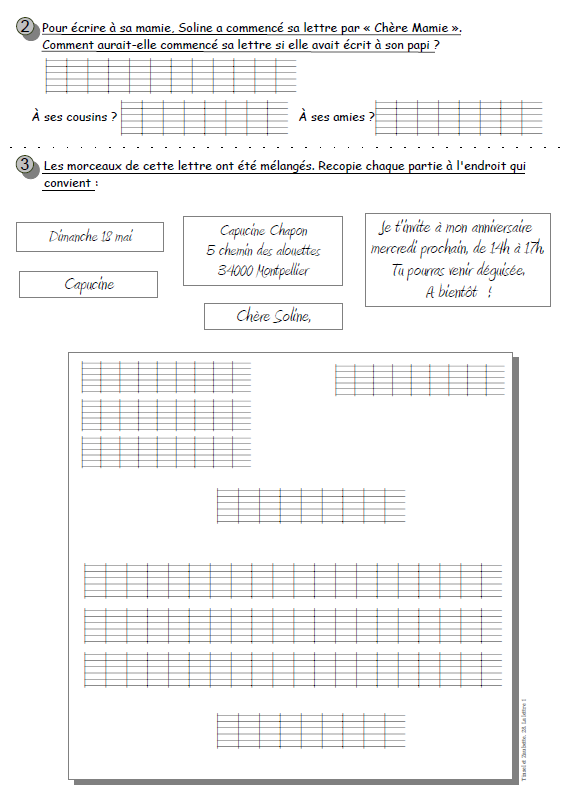 2 Pour écrire à sa mamie, Soline a commencé sa lettre par « Chère Mamie ».
Comment aurait-elle commencé sa lettre si elle avait écrit à son papi ?
À ses cousins ? À ses amies ?
3 Les morceaux de cette lettre ont été mélangés. Recopie chaque partie à l'endroit qui
convient :
Dimanche 18 mai
Capucine
Capucine Chapon
5 chemin des alouettes
34000 Montpellier
Chère Soline,
Je t'invite à mon anniversaire
mercredi prochain, de 14h à 17h.
Tu pourras venir déguisée.
A bientôt !